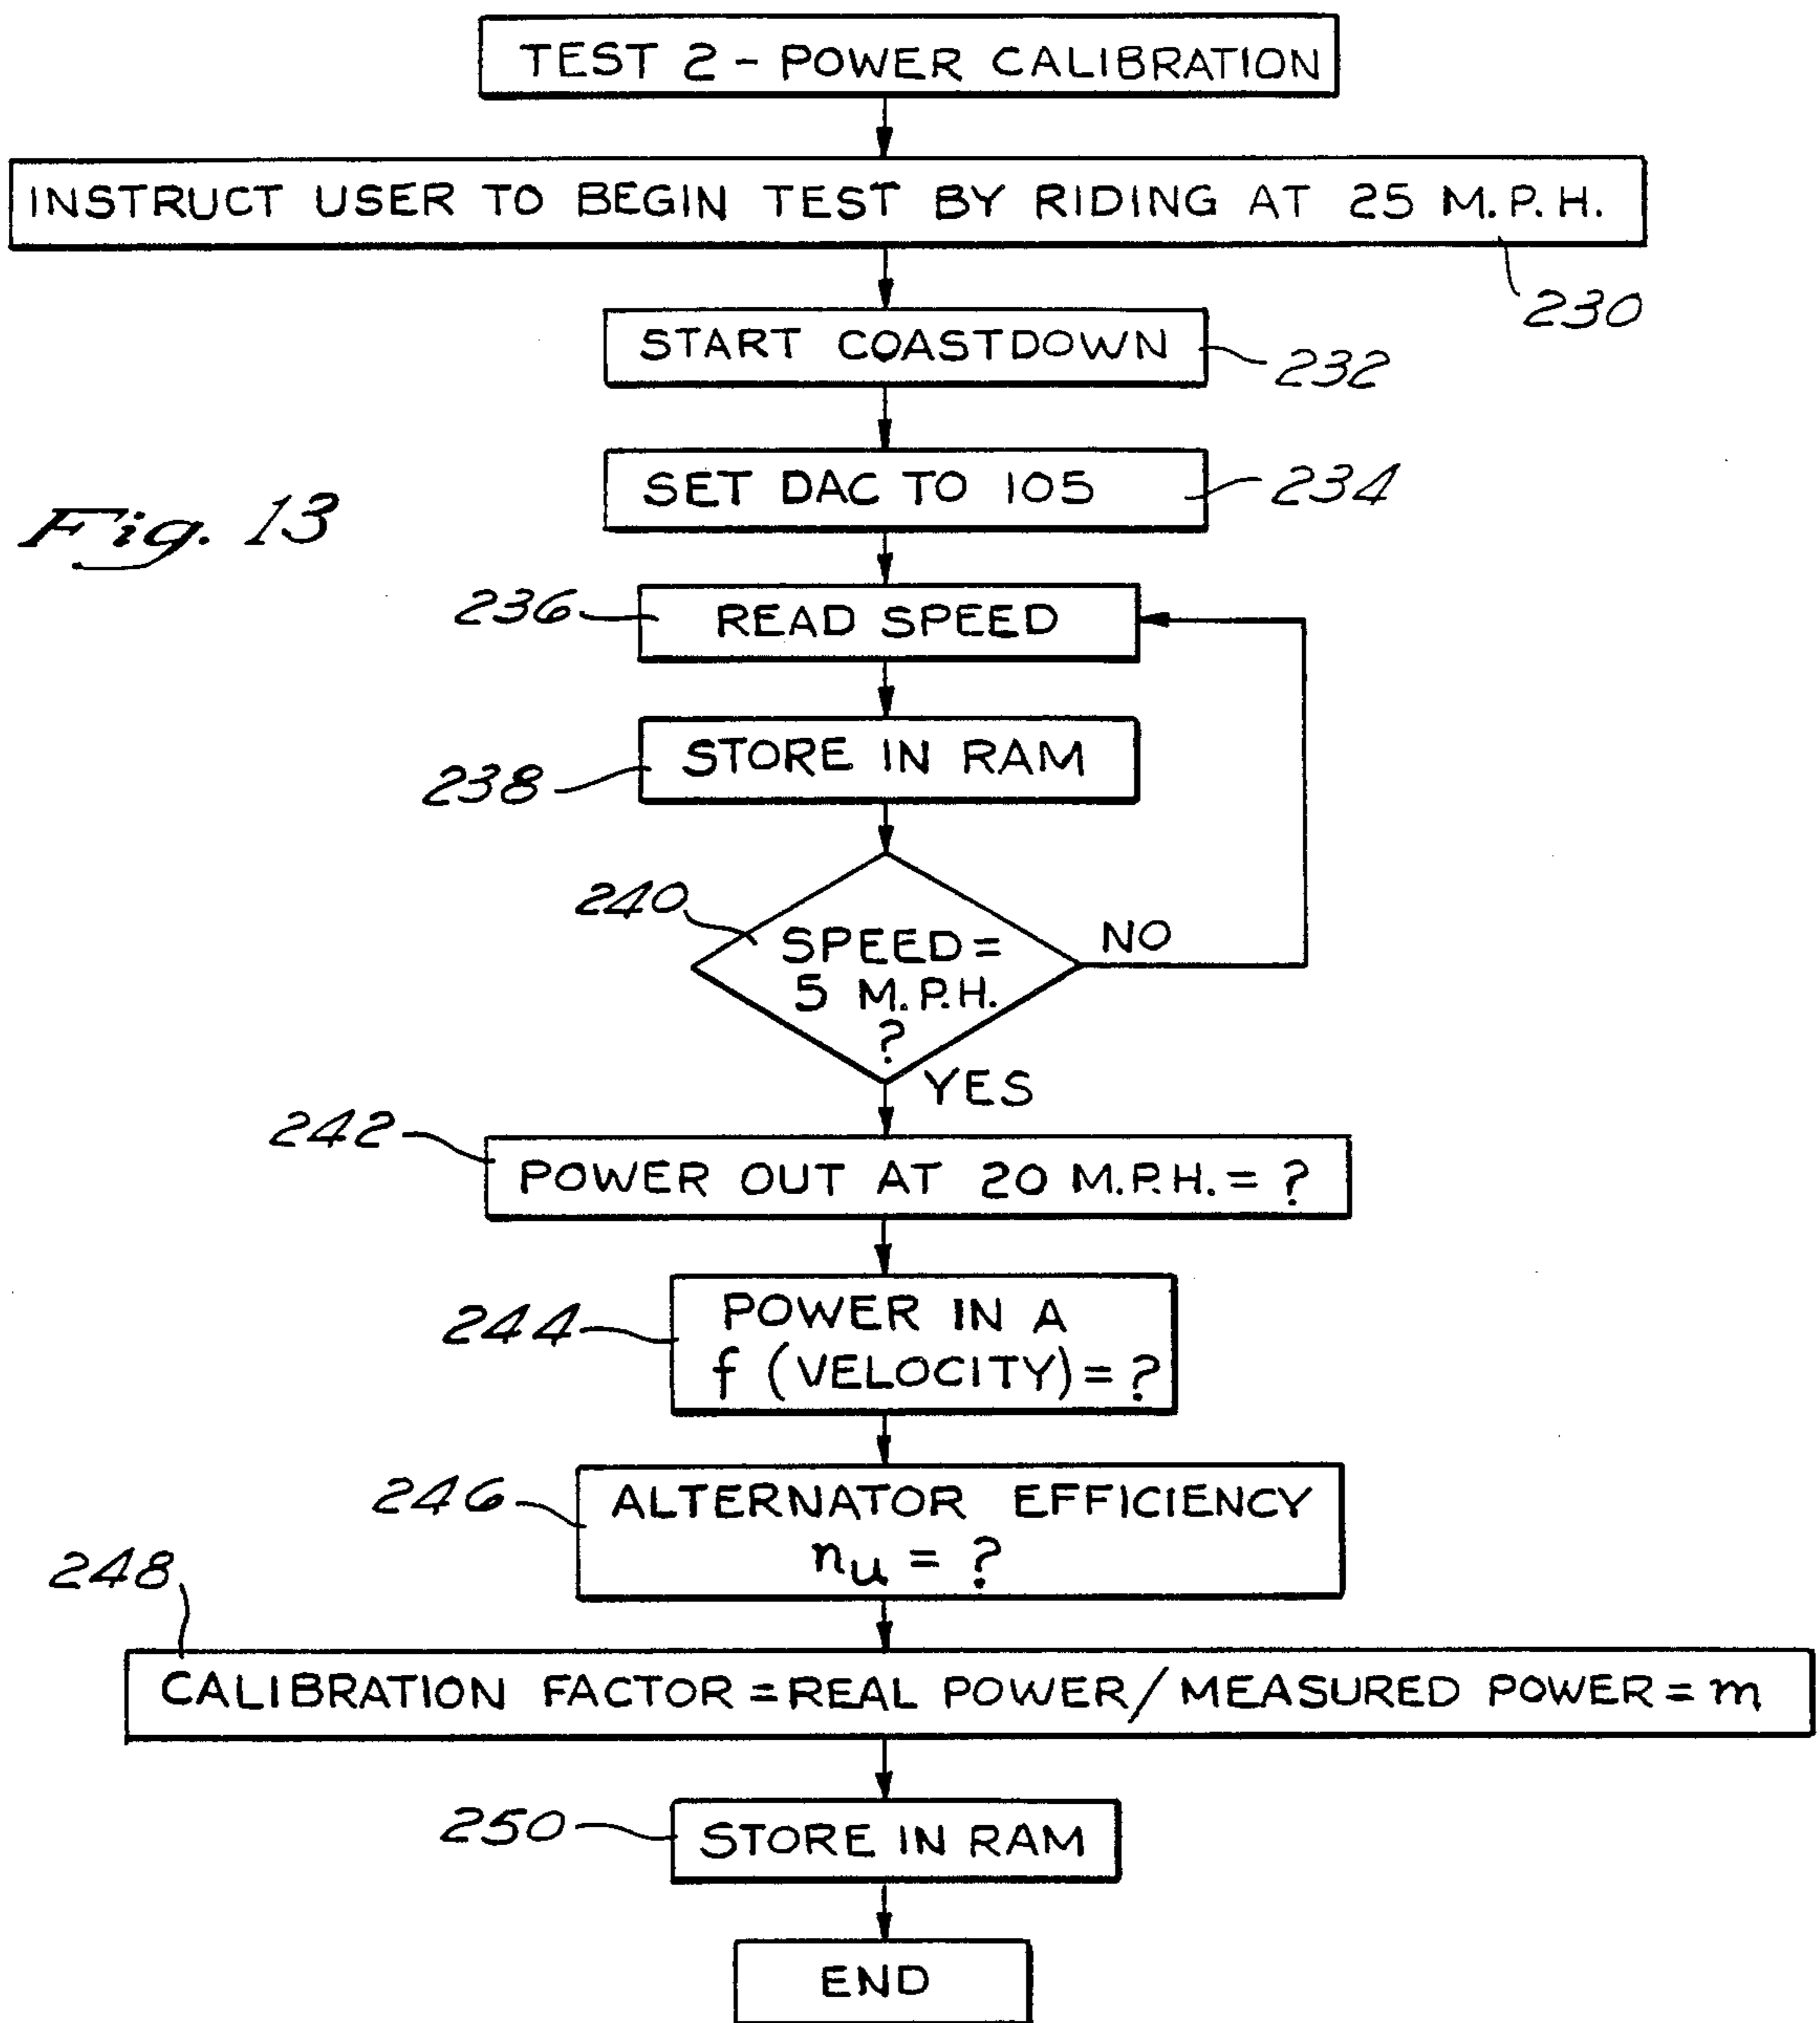 TEST 2 - POWER CALIBRATION
INSTRUCT USER TO BEGIN TEST BY RIDING AT 25 M.P.H.
230
START COASTDOWN
232
SET DAC TO 105
234
Fig. 13
236
READ SPEED
STORE IN RAM
238
240
SPEED =
5 M.P.H.
?
NO
YES
242
POWER OUT AT 20 M.P.H. = ?
244
POWER IN A
f (VELOCITY) = ?
246
ALTERNATOR EFFICIENCY
nu = ?
248
CALIBRATION FACTOR = REAL POWER / MEASURED POWER = m
250
STORE IN RAM
END